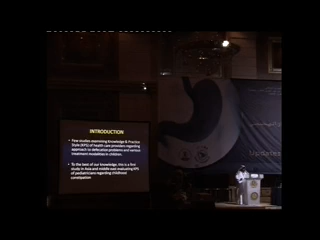 INTRODUCTION
Few studies examining Knowledge & Practice
Style (KPS) of health care providers regarding
approach to defecation problems and various
treatment modalities in children.
To the best of our knowledge, this is a first
study in Asia and middle east evaluating KPS
of pediatricians regarding childhood
constipation
Updates